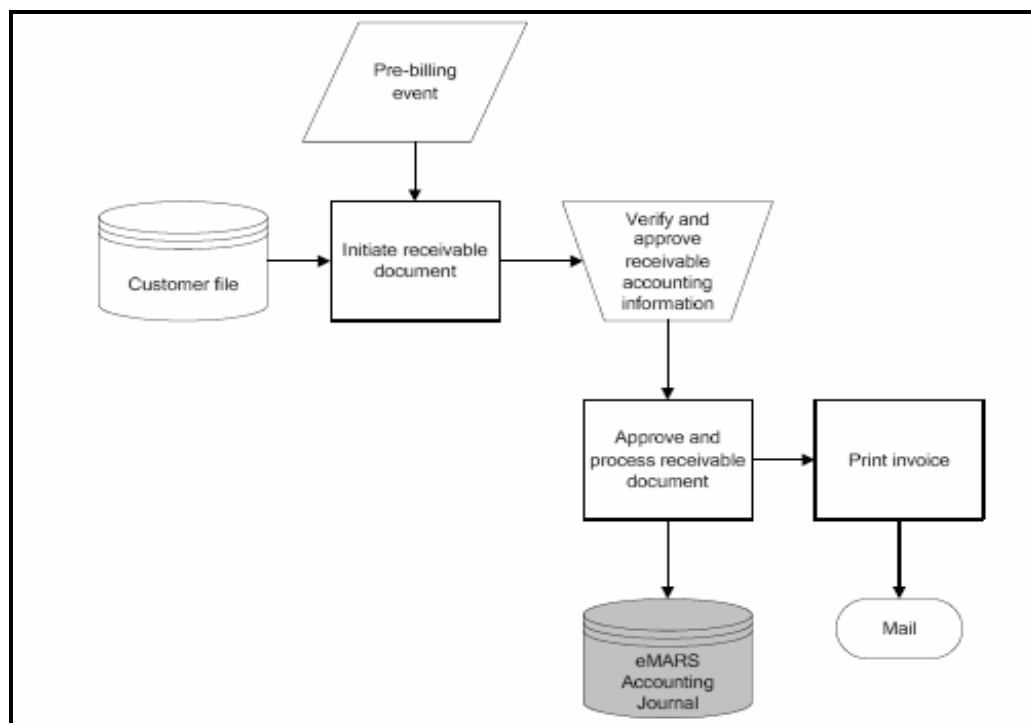 Pre-billing
event
Customer file
Initiate receivable
document
Verify and
approve
receivable
accounting
information
Approve and
process receivable
document
Print invoice
eMARS
Accounting
Journal
Mail